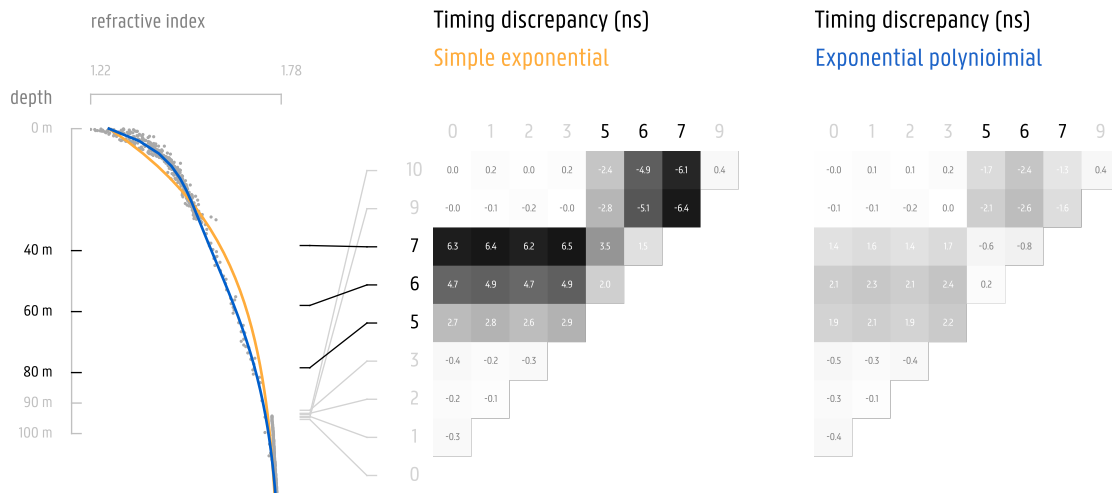 refractive index
1.22 1.78
depth
0 m
40 m
60 m
80 m
90 m
100 m
10
9
7
6
5
3
2
1
0
Timing discrepancy (ns)
Simple exponential
0 1 2 3 5 6 7 9
0.0 0.2 0.0 0.2 -2.4 -4.9 -6.1 0.4
-0.0 -0.1 -0.2 -0.0 -2.8 -5.1 -6.4
6.3 6.4 6.2 6.5 3.5 1.5
4.7 4.9 4.7 4.9 2.0
2.7 2.8 2.6 2.9
-0.4 -0.2 -0.3
-0.2 -0.1
-0.3
Timing discrepancy (ns)
Exponential polynioimial
0 1 2 3 5 6 7 9
-0.0 0.1 0.1 0.2 -1.7 -2.4 -1.3 0.4
-0.1 -0.1 -0.2 0.0 -2.1 -2.6 -1.6
1.4 1.6 1.4 1.7 -0.6 -0.8
2.1 2.3 2.1 2.4 0.2
1.9 2.1 1.9 2.2
-0.5 -0.3 -0.4
-0.3 -0.1
-0.4